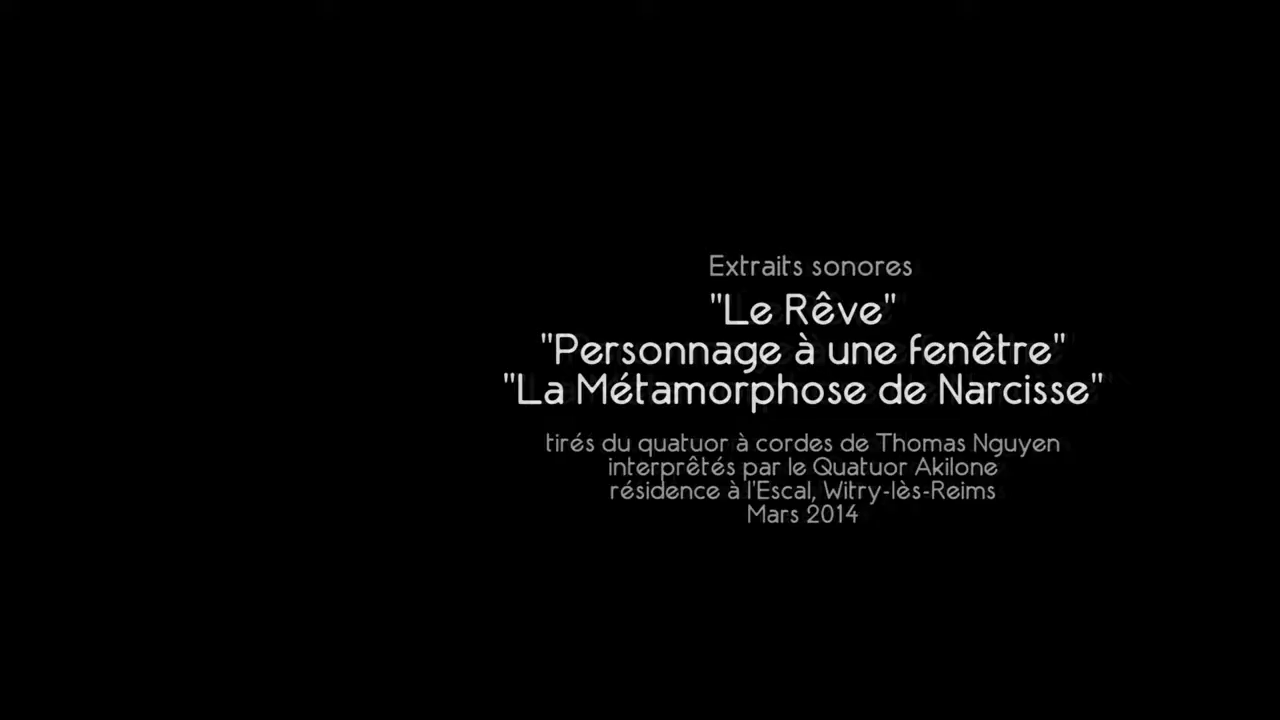 Extraits sonores
"Le Rêve"
"Personnage à une fenêtre"
"La Métamorphose de Narcisse"
tirés du quatuor à cordes de Thomas Nguyen
interprêtés par le Quatuor Akilone
résidence à l'Escal, Witry-lès-Reims
Mars 2014